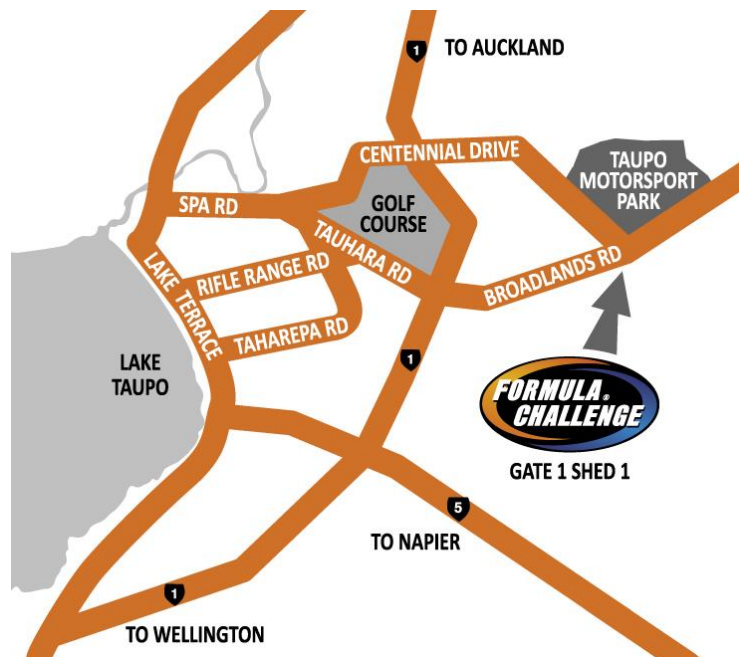 1
TO AUCKLAND
CENTENNIAL DRIVE
TAUPO
MOTORSPORT
PARK
SPA RD
GOLF
COURSE
TAUHARA RD
RIFLE RANGE RD
LAKE TERRACE
BROADLANDS RD
TAHAREPA RD
LAKE
TAUPO
1
FORMULA®
CHALLENGE
GATE 1 SHED 1
5
TO NAPIER
1
TO WELLINGTON